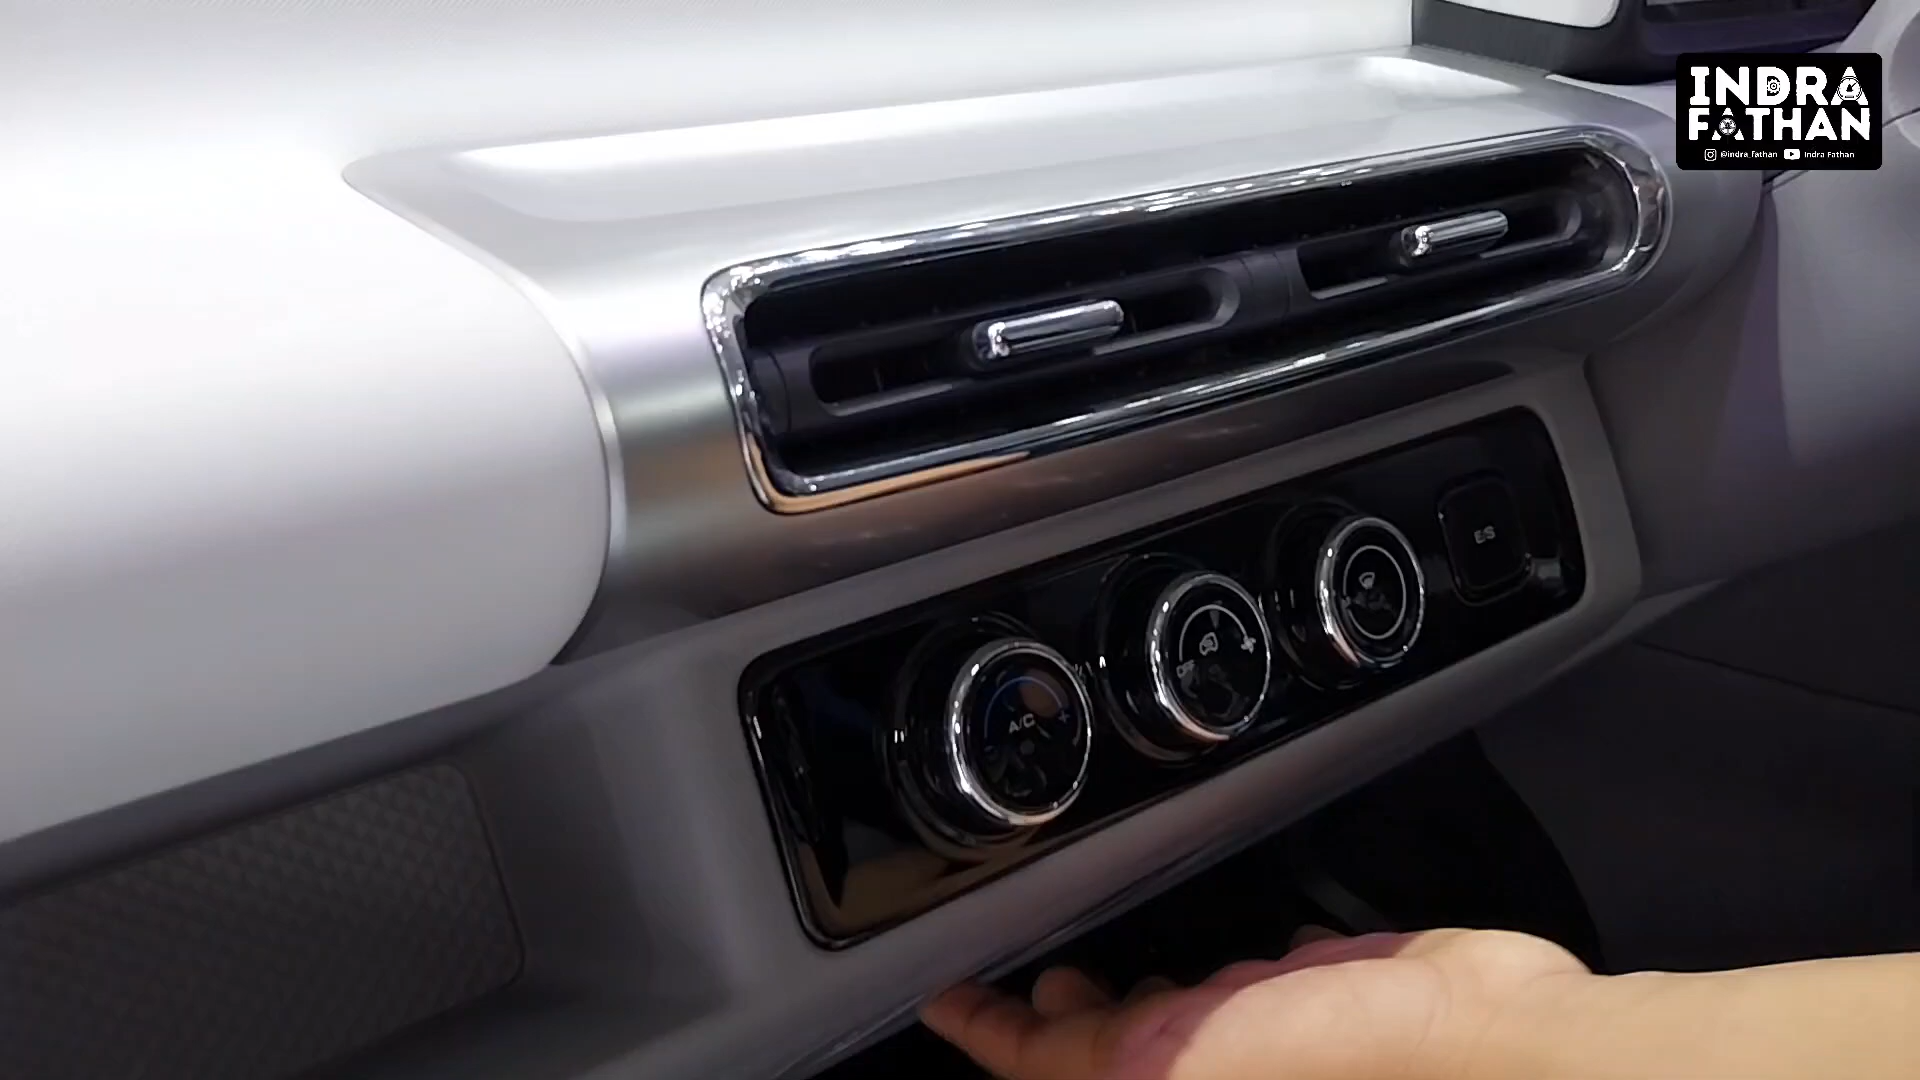 INDRA
FATHAN
@indra_fathan Indra Fathan
E/S
OFF
A/C